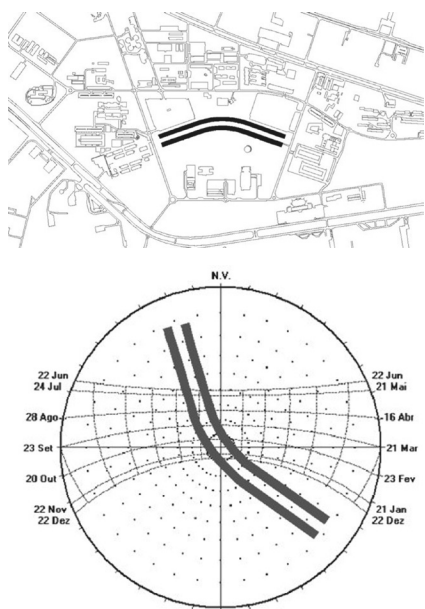 N.V.
22 Jun
24 Jul
28 Ago
23 Set
20 Out
22 Nov
22 Dez
22 Jun
21 Mai
16 Abr
21 Mar
23 Fev
21 Jan
22 Dez